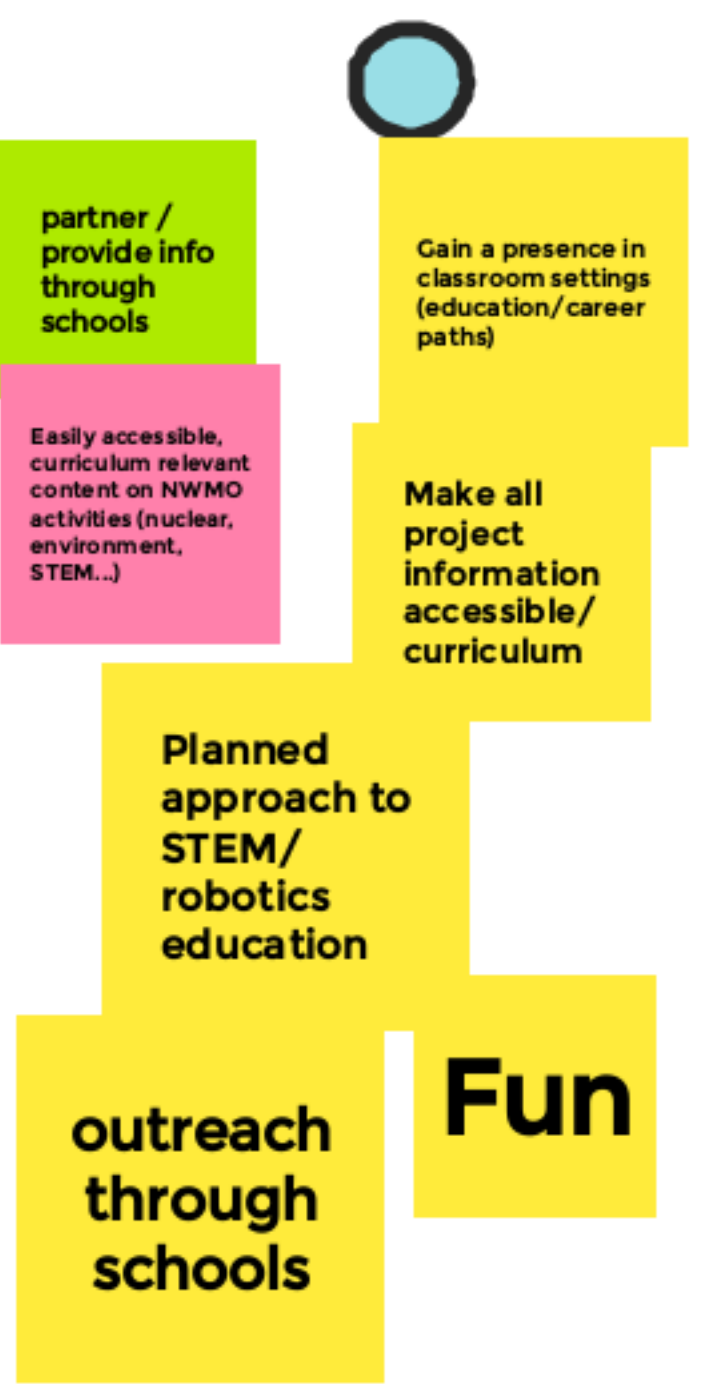 partner /
provide info
through
schools
Gain a presence in
classroom settings
(education/career
paths)
Easily accessible,
curriculum relevant
content on NWMO
activities (nuclear,
environment,
STEM...)
Make all
project
information
accessible/
curriculum
Planned
approach to
STEM/
robotics
education
Fun
outreach
through
schools